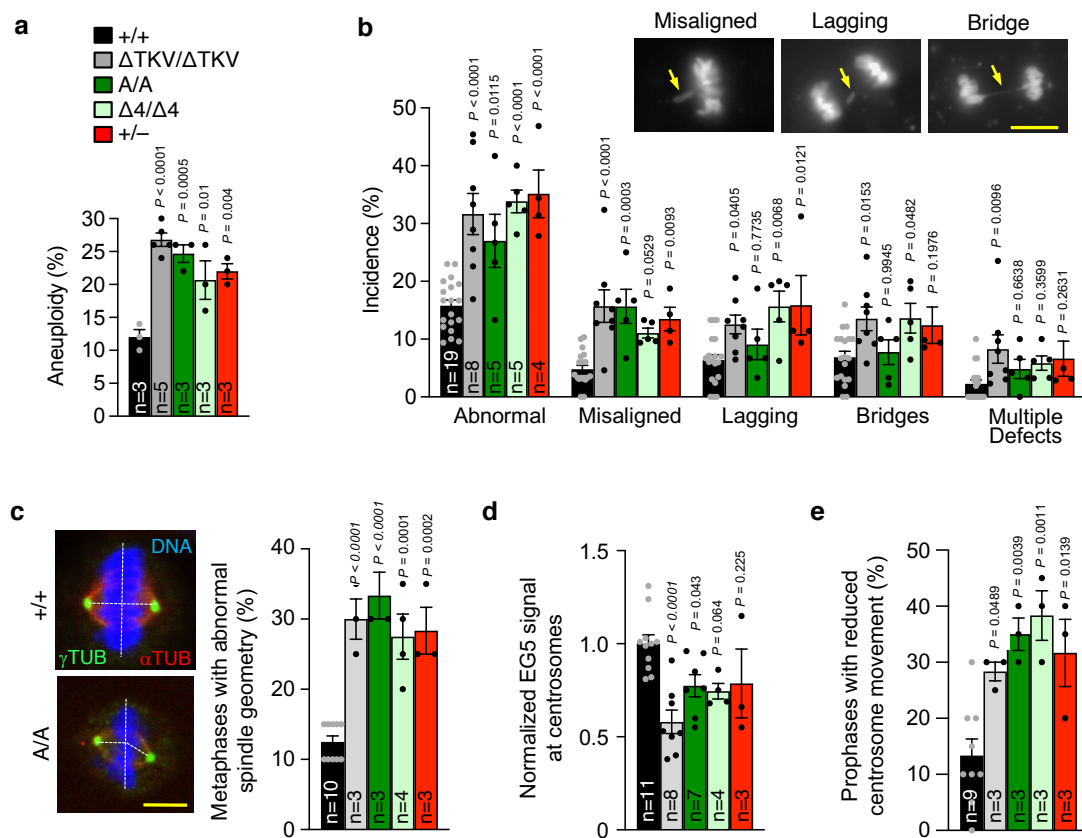 a
+/+
ΔTKV/ΔTKV
A/A
Δ4/Δ4
+/–
Aneuploidy (%)
30
25
20
15
10
5
0
P < 0.0001
P = 0.0005
P = 0.01
P = 0.004
n=3
n=5
n=3
n=3
n=3
b
Misaligned
Lagging
Bridge
Incidence (%)
50
40
30
20
10
0
P < 0.0001
P = 0.0115
P <0.0001
P <0.0001
P < 0.0001
P = 0.0003
P = 0.0529
P = 0.0093
P = 0.0405
P = 0.7735
P = 0.0068
P = 0.0121
P = 0.0153
P = 0.9945
P = 0.0482
P = 0.1976
P = 0.0096
P = 0.6638
P = 0.3599
P = 0.2631
n=19
n=8
n=5
n=5
n=4
Abnormal
Misaligned
Lagging
Bridges
Multiple
Defects
c
+/+
DNA
γTUB
αTUB
A/A
Metaphases with abnormal
spindle geometry (%)
40
30
20
10
0
P < 0.0001
P < 0.0001
P = 0.0001
P = 0.0002
n=10
n=3
n=3
n=4
n=3
d
Normalized EG5 signal
at centrosomes
1.5
1.0
0.5
0
P < 0.0001
P = 0.043
P = 0.064
P = 0.225
n=11
n=8
n=7
n=4
n=3
e
Prophases with reduced
centrosome movement (%)
50
40
30
20
10
0
P = 0.0489
P = 0.0039
P = 0.0011
P = 0.0139
n=9
n=3
n=3
n=3
n=3